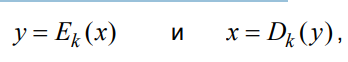 y = E_k(x) и x = D_k(y),